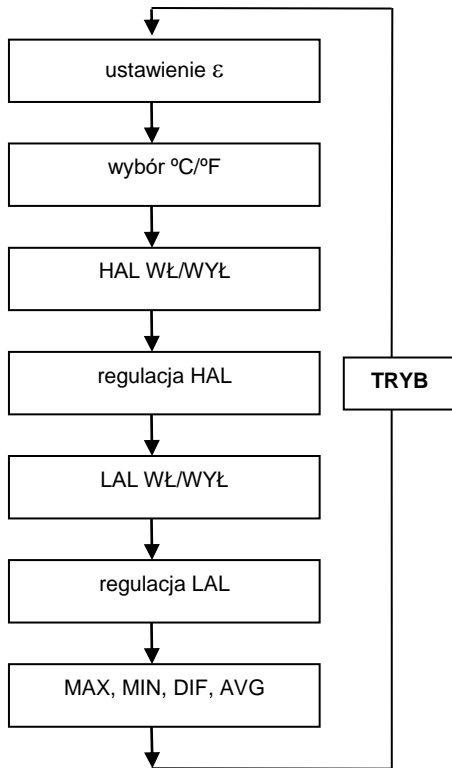 ustawienie ε
wybór ºC/ºF
HAL WŁ/WYŁ
regulacja HAL
TRYB
LAL WŁ/WYŁ
regulacja LAL
MAX, MIN, DIF, AVG